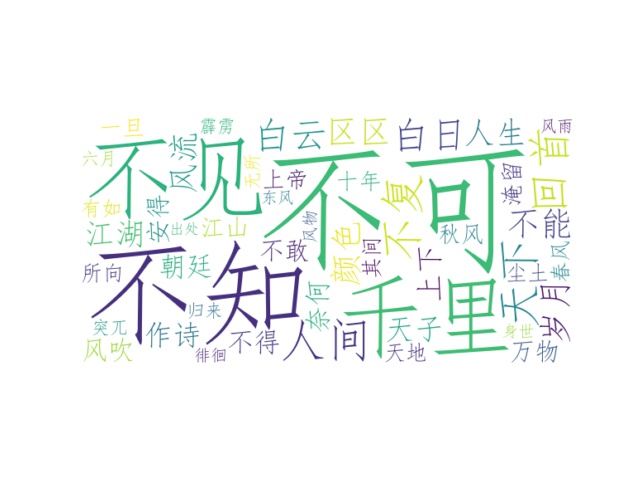 一旦
霹雳
白云
区区
白日
人生
风雨
六月
风流
不见
无所
上帝
不可
十年
不复
淹留
回首
有如
江湖
安得
出处
江山
东风
风物
不敢
颜色
其间
秋风
上下
不能
天下
尘土
春风
岁月
所向
朝廷
不知
奈何
千里
突兀
作诗
归来
天子
身世
风吹
徘徊
不得
人间
天地
万物